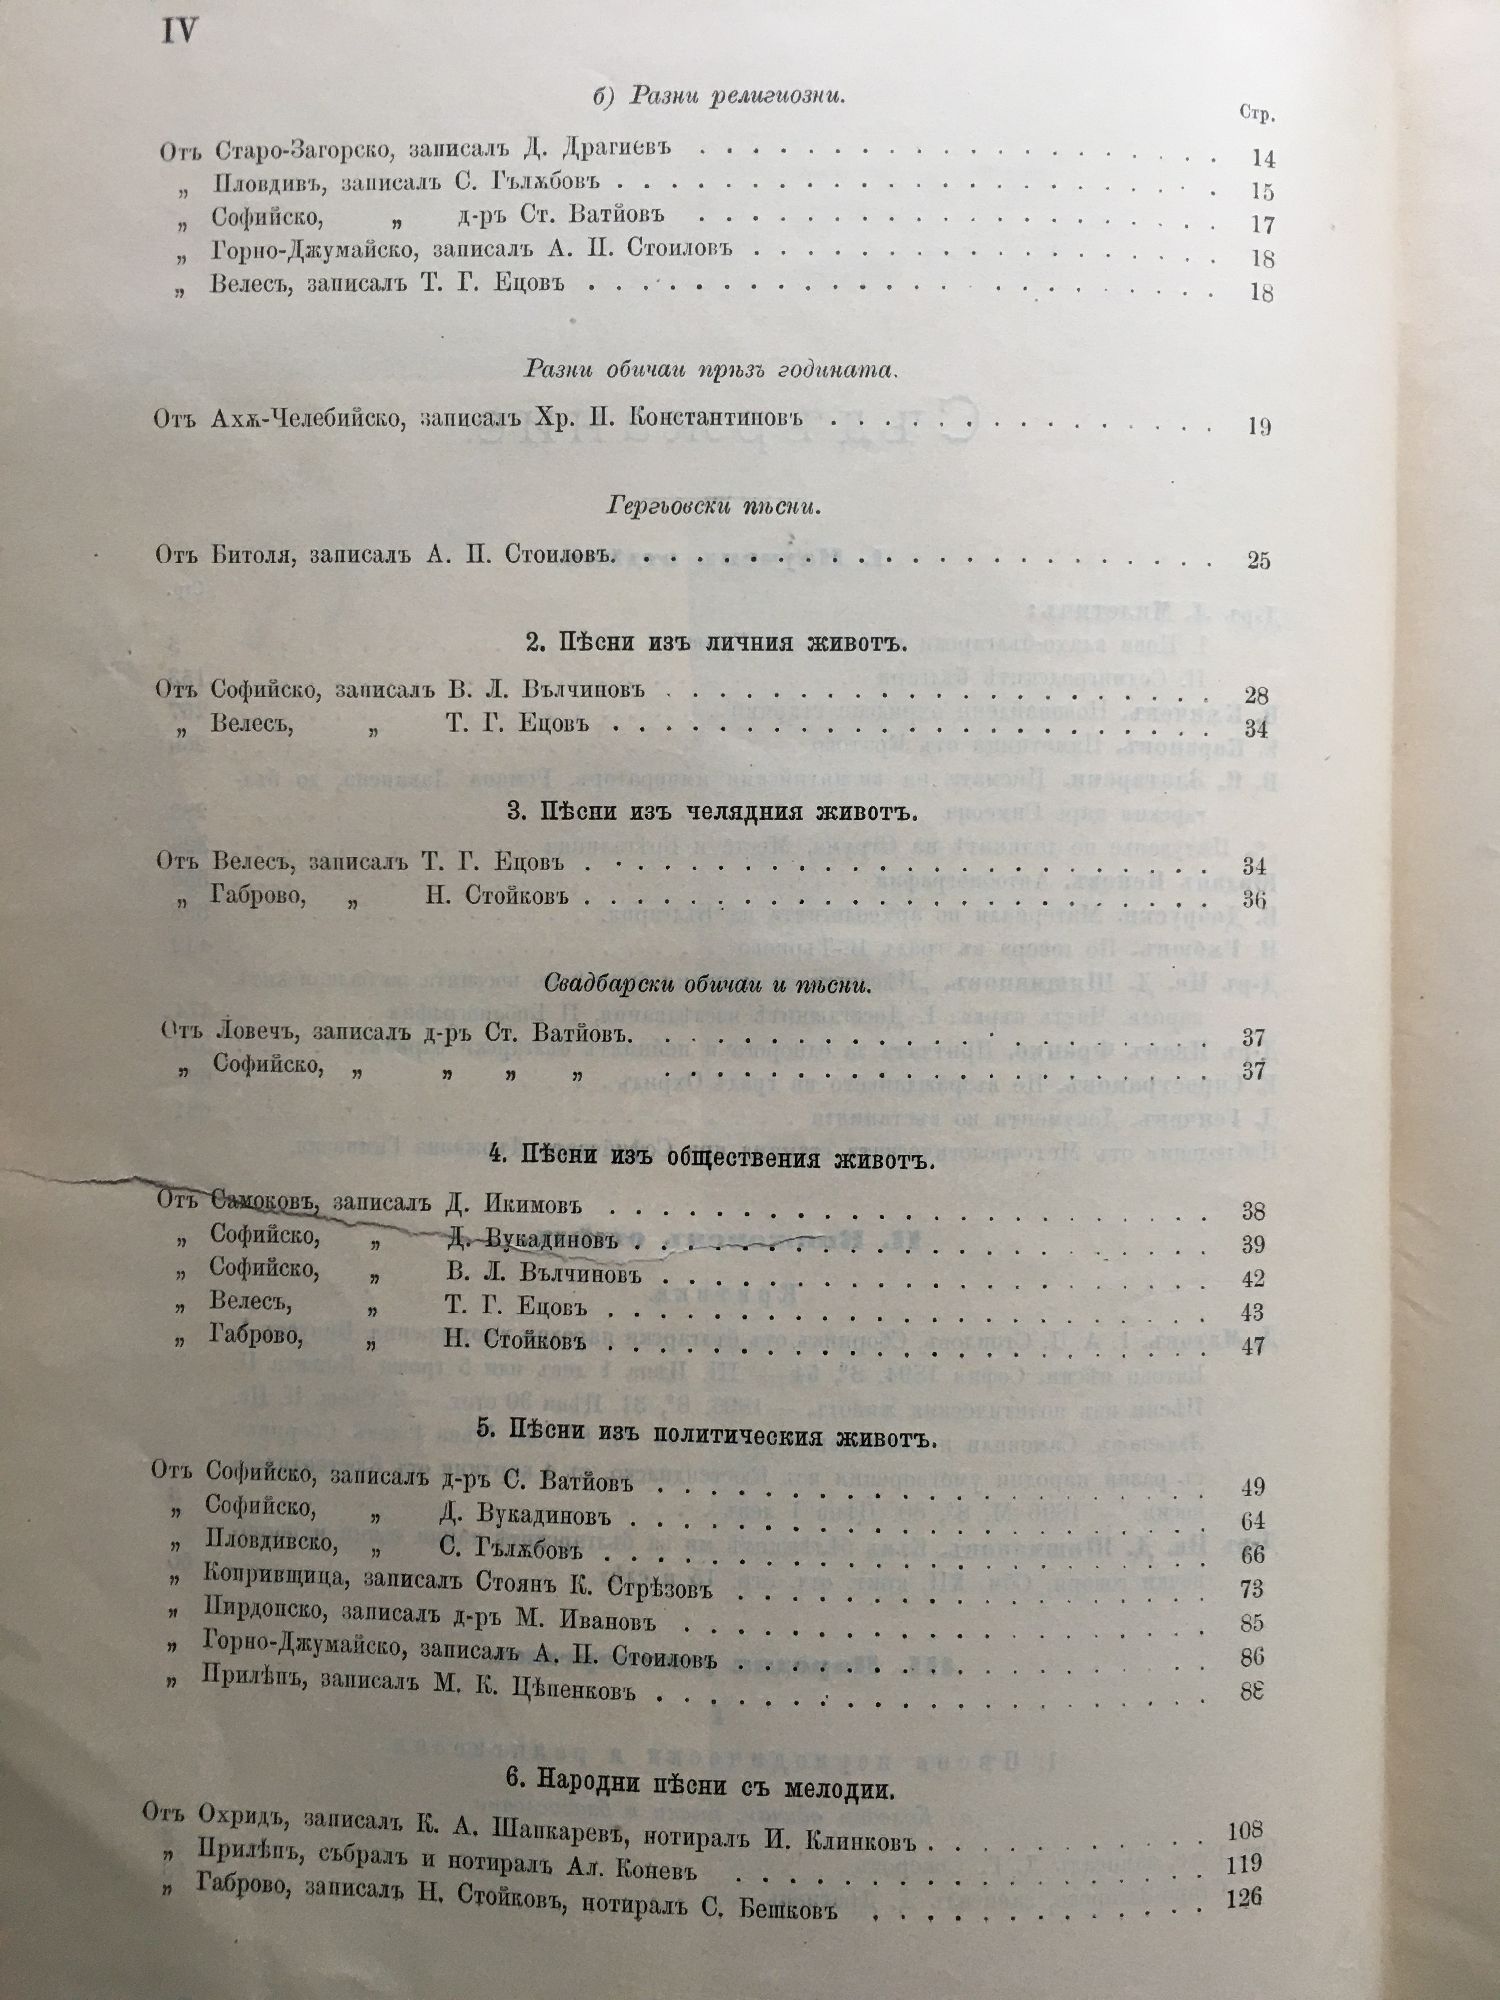 IV
б) Разни религиозни.
Стр.
Отъ Старо-Загорско, записалъ Д. Драгиевъ . . . . . . . . . . . . . . . . . . . . 14
„ Пловдивъ, записалъ С. Гълѫбовъ . . . . . . . . . . . . . . . . . . . . . . . 15
„ Софийско, „ д-ръ Ст. Ватйовъ . . . . . . . . . . . . . . . . . . . . 17
„ Горно-Джумайско, записалъ А. П. Стоиловъ . . . . . . . . . . . . . . . . . . 18
„ Велесъ, записалъ Т. Г. Ецовъ . . . . . . . . . . . . . . . . . . . . . . . . 18
Разни обичаи прѣзъ годината.
Отъ Ахѫ-Челебийско, записалъ Хр. П. Константиновъ . . . . . . . . . . . . . . . 19
Гергьовски пѣсни.
Отъ Битоля, записалъ А. П. Стоиловъ. . . . . . . . . . . . . . . . . . . . . . . 25
2. Пѣсни изъ личния животъ.
Отъ Софийско, записалъ В. Л. Вълчиновъ . . . . . . . . . . . . . . . . . . . . . 28
„ Велесъ, „ Т. Г. Ецовъ . . . . . . . . . . . . . . . . . . . . . . . 34
3. Пѣсни изъ челядния животъ.
Отъ Велесъ, записалъ Т. Г. Ецовъ . . . . . . . . . . . . . . . . . . . . . . . . 34
„ Габрово, „ Н. Стойковъ . . . . . . . . . . . . . . . . . . . . . . . . 36
Свадбарски обичаи и пѣсни.
Отъ Ловечъ, записалъ д-ръ Ст. Ватйовъ. . . . . . . . . . . . . . . . . . . . . . 37
„ Софийско, „ „ „ „ . . . . . . . . . . . . . . . . . . . . . 37
4. Пѣсни изъ обществения животъ.
Отъ Самоковъ, записалъ Д. Икимовъ . . . . . . . . . . . . . . . . . . . . . . . 38
„ Софийско, „ Д. Вукадиновъ . . . . . . . . . . . . . . . . . . . . . . 39
„ Софийско, „ В. Л. Вълчиновъ . . . . . . . . . . . . . . . . . . . . . 42
„ Велесъ, „ Т. Г. Ецовъ . . . . . . . . . . . . . . . . . . . . . . . 43
„ Габрово, „ Н. Стойковъ . . . . . . . . . . . . . . . . . . . . . . . 47
5. Пѣсни изъ политическия животъ.
Отъ Софийско, записалъ д-ръ С. Ватйовъ . . . . . . . . . . . . . . . . . . . . . 49
„ Софийско, „ Д. Вукадиновъ . . . . . . . . . . . . . . . . . . . . . . 64
„ Пловдивско, „ С. Гълѫбовъ . . . . . . . . . . . . . . . . . . . . . . . 66
„ Копривщица, записалъ Стоянъ К. Стрѣзовъ . . . . . . . . . . . . . . . . . . 73
„ Пирдопско, записалъ д-ръ М. Ивановъ . . . . . . . . . . . . . . . . . . . . 85
„ Горно-Джумайско, записалъ А. П. Стоиловъ . . . . . . . . . . . . . . . . . . 86
„ Прилѣпъ, записалъ М. К. Цѣпенковъ . . . . . . . . . . . . . . . . . . . . . 88
6. Народни пѣсни съ мелодии.
Отъ Охридъ, записалъ К. А. Шапкаревъ, нотиралъ И. Клинковъ . . . . . . . . . . . 108
„ Прилѣпъ, събралъ и нотиралъ Ал. Коневъ . . . . . . . . . . . . . . . . . . 119
„ Габрово, записалъ Н. Стойковъ, нотиралъ С. Бешковъ . . . . . . . . . . . . . 126